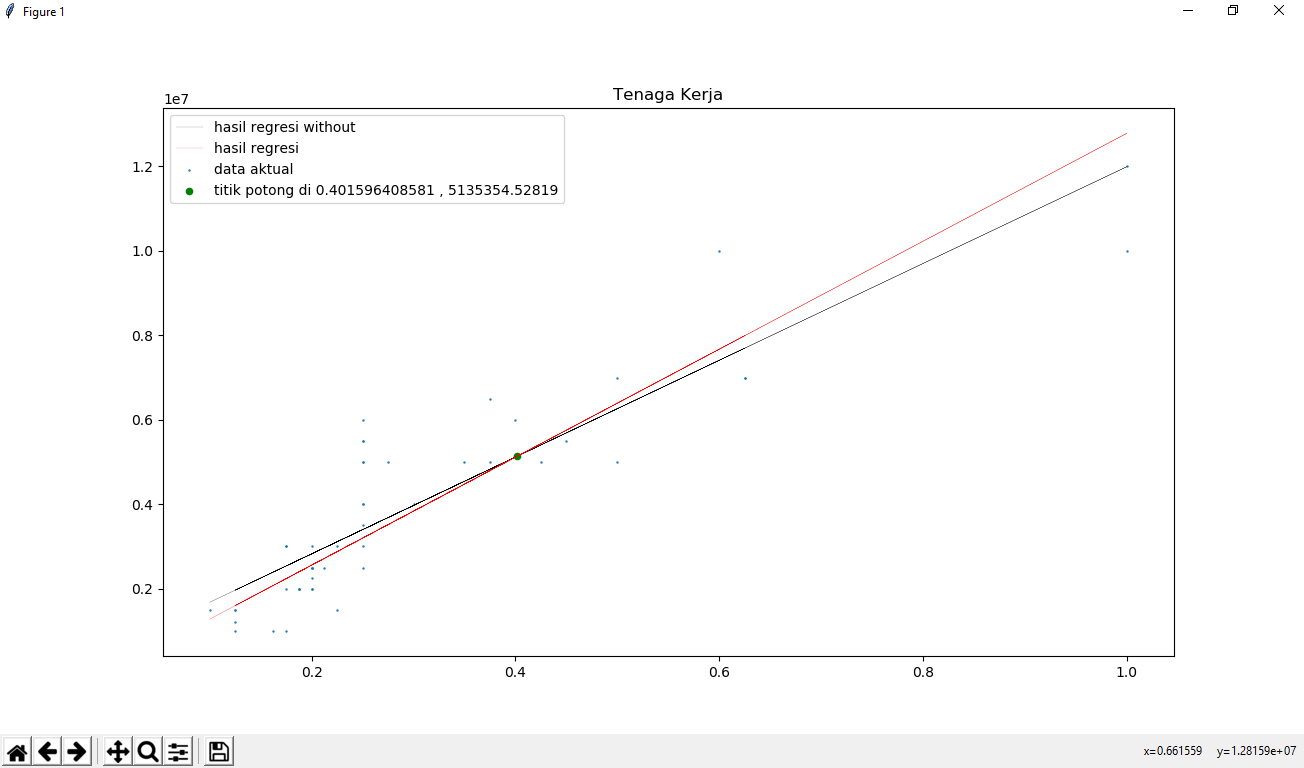 Figure 1
Tenaga Kerja
1e7
hasil regresi without
hasil regresi
data aktual
titik potong di 0.401596408581 , 5135354.52819
1.2
1.0
0.8
0.6
0.4
0.2
0.2 0.4 0.6 0.8 1.0
x=0.661559 y=1.28159e+07